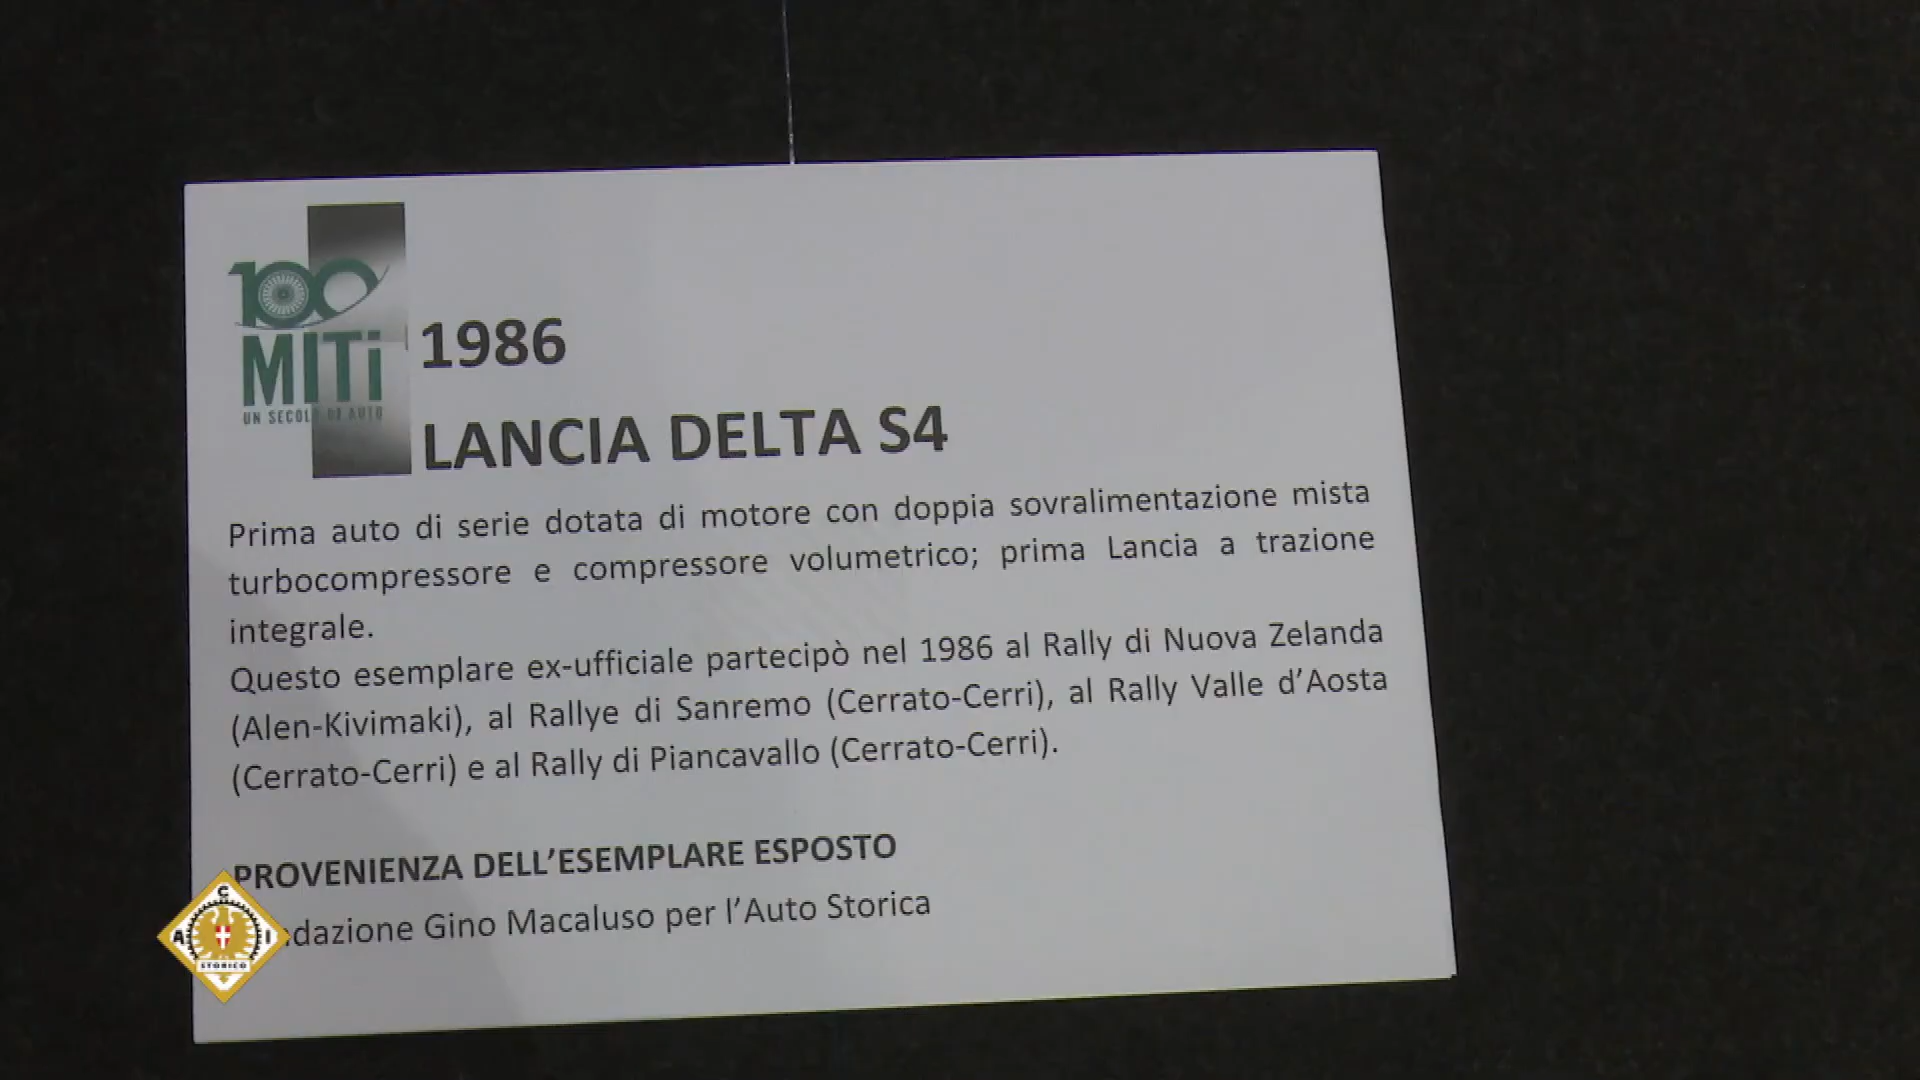 100
MITi
UN SECOLO DI AUTO
1986
LANCIA DELTA S4
Prima auto di serie dotata di motore con doppia sovralimentazione mista
turbocompressore e compressore volumetrico; prima Lancia a trazione
integrale.
Questo esemplare ex-ufficiale partecipò nel 1986 al Rally di Nuova Zelanda
(Alen-Kivimaki), al Rallye di Sanremo (Cerrato-Cerri), al Rally Valle d'Aosta
(Cerrato-Cerri) e al Rally di Piancavallo (Cerrato-Cerri).
PROVENIENZA DELL'ESEMPLARE ESPOSTO
ndazione Gino Macaluso per l'Auto Storica
A C I
STORICO